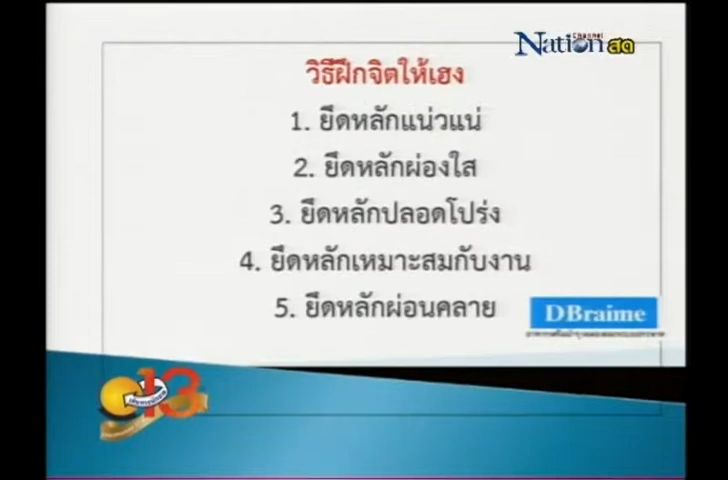 Channel
Nation สด
วิธีฝึกจิตให้เฮง
1. ยึดหลักแน่วแน่
2. ยึดหลักผ่องใส
3. ยึดหลักปลอดโปร่ง
4. ยึดหลักเหมาะสมกับงาน
5. ยึดหลักผ่อนคลาย
DBraime
13